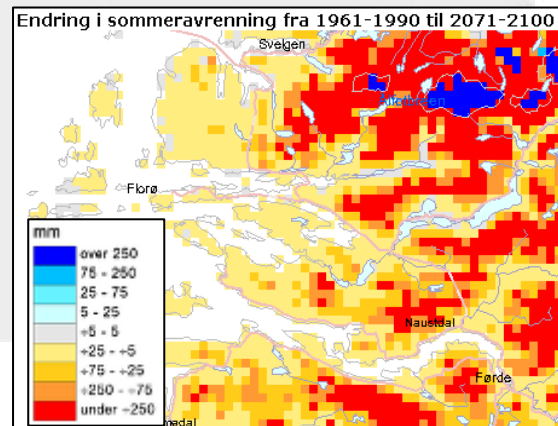 Endring i sommeravrenning fra 1961-1990 til 2071-2100
Svelgen
Ålfotbreen
Florø
mm
over 250
75 - 250
25 - 75
5 - 25
÷5 - 5
÷25 - ÷5
÷75 - ÷25
÷250 - ÷75
under ÷250
Naustdal
Førde